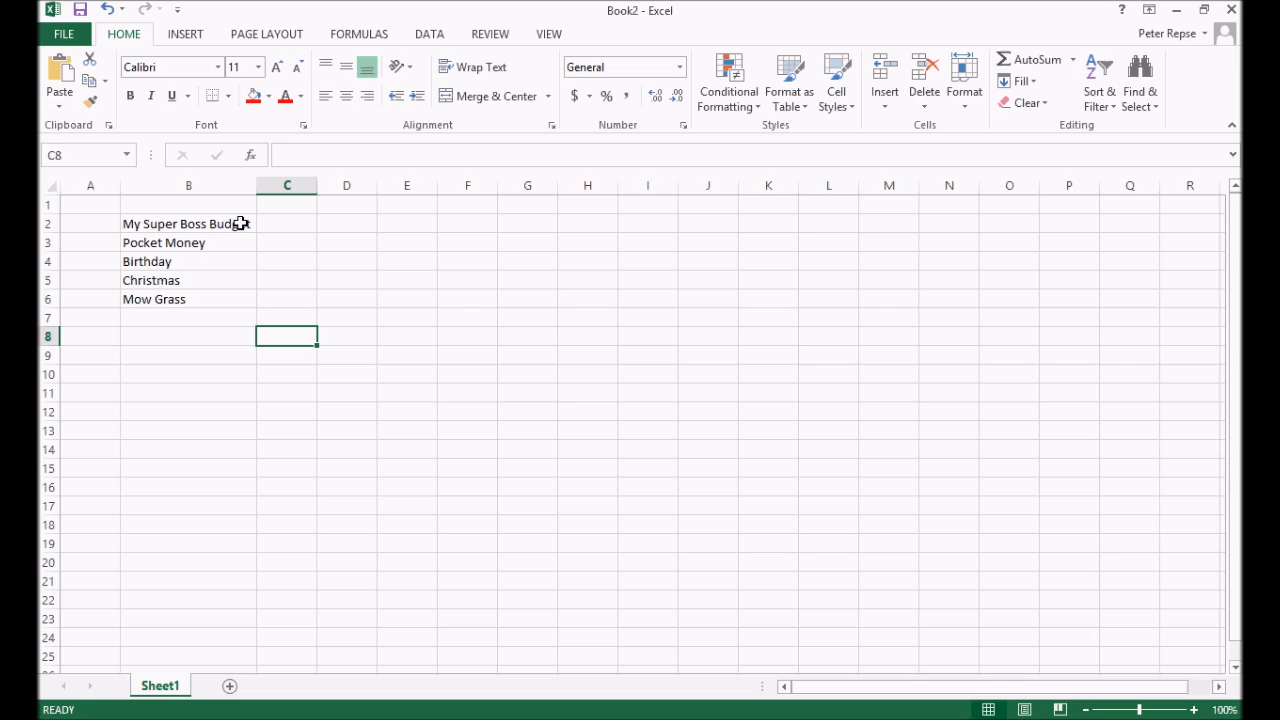 Book2 - Excel
FILE HOME INSERT PAGE LAYOUT FORMULAS DATA REVIEW VIEW Peter Repse
Calibri 11 Wrap Text General AutoSum
Fill
Paste B I U Merge & Center $ % , Conditional Formatting Format as Table Cell Styles Insert Delete Format Clear Sort & Filter Find & Select
Clipboard Font Alignment Number Styles Cells Editing
C8 fx
A B C D E F G H I J K L M N O P Q R
1
2 My Super Boss Budget
3 Pocket Money
4 Birthday
5 Christmas
6 Mow Grass
7
8
9
10
11
12
13
14
15
16
17
18
19
20
21
22
23
24
25
Sheet1
READY 100%